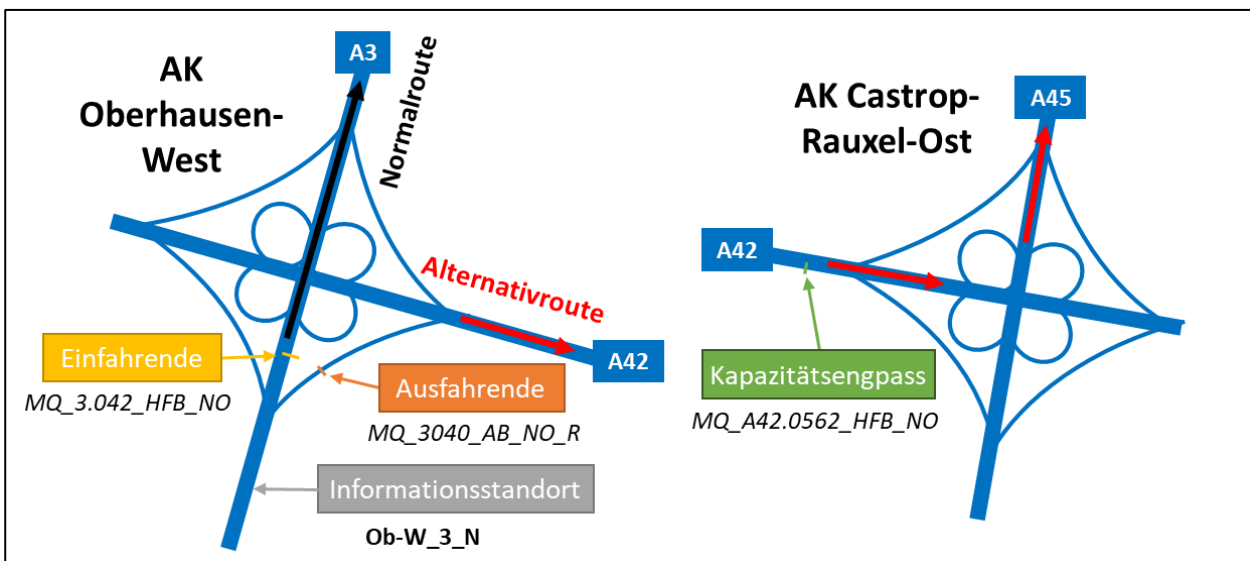 AK
Oberhausen-
West
A3
Normalroute
Alternativroute
A42
Einfahrende
MQ_3.042_HFB_NO
Ausfahrende
MQ_3040_AB_NO_R
Informationsstandort
Ob-W_3_N
AK Castrop-
Rauxel-Ost
A45
A42
Kapazitätsengpass
MQ_A42.0562_HFB_NO